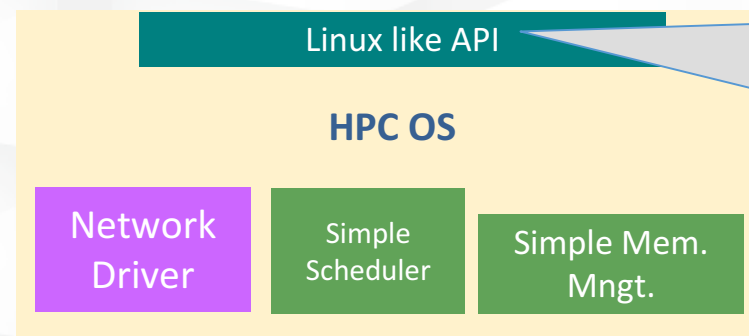 Linux like API
HPC OS
Network
Driver
Simple
Scheduler
Simple Mem.
Mngt.